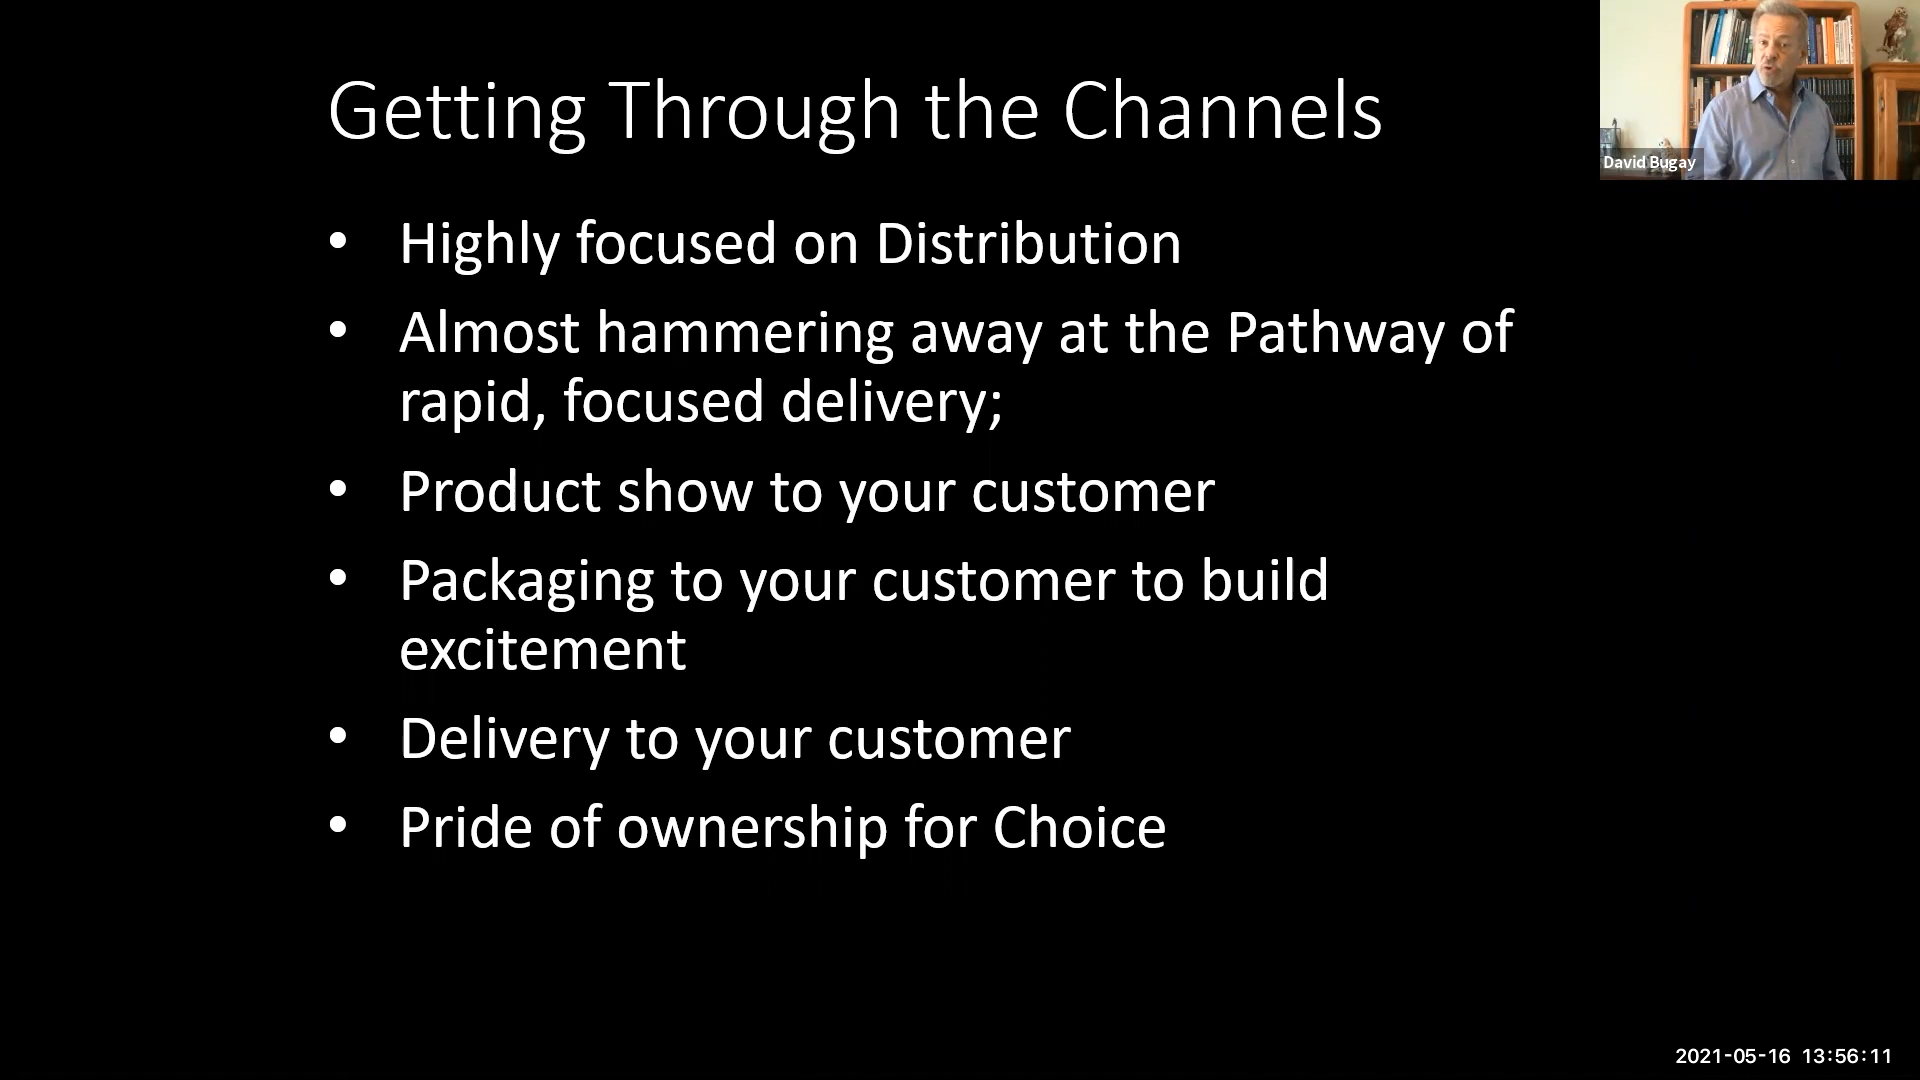 Getting Through the Channels
David Bugay
• Highly focused on Distribution
• Almost hammering away at the Pathway of
rapid, focused delivery;
• Product show to your customer
• Packaging to your customer to build
excitement
• Delivery to your customer
• Pride of ownership for Choice
2021-05-16 13:56:11